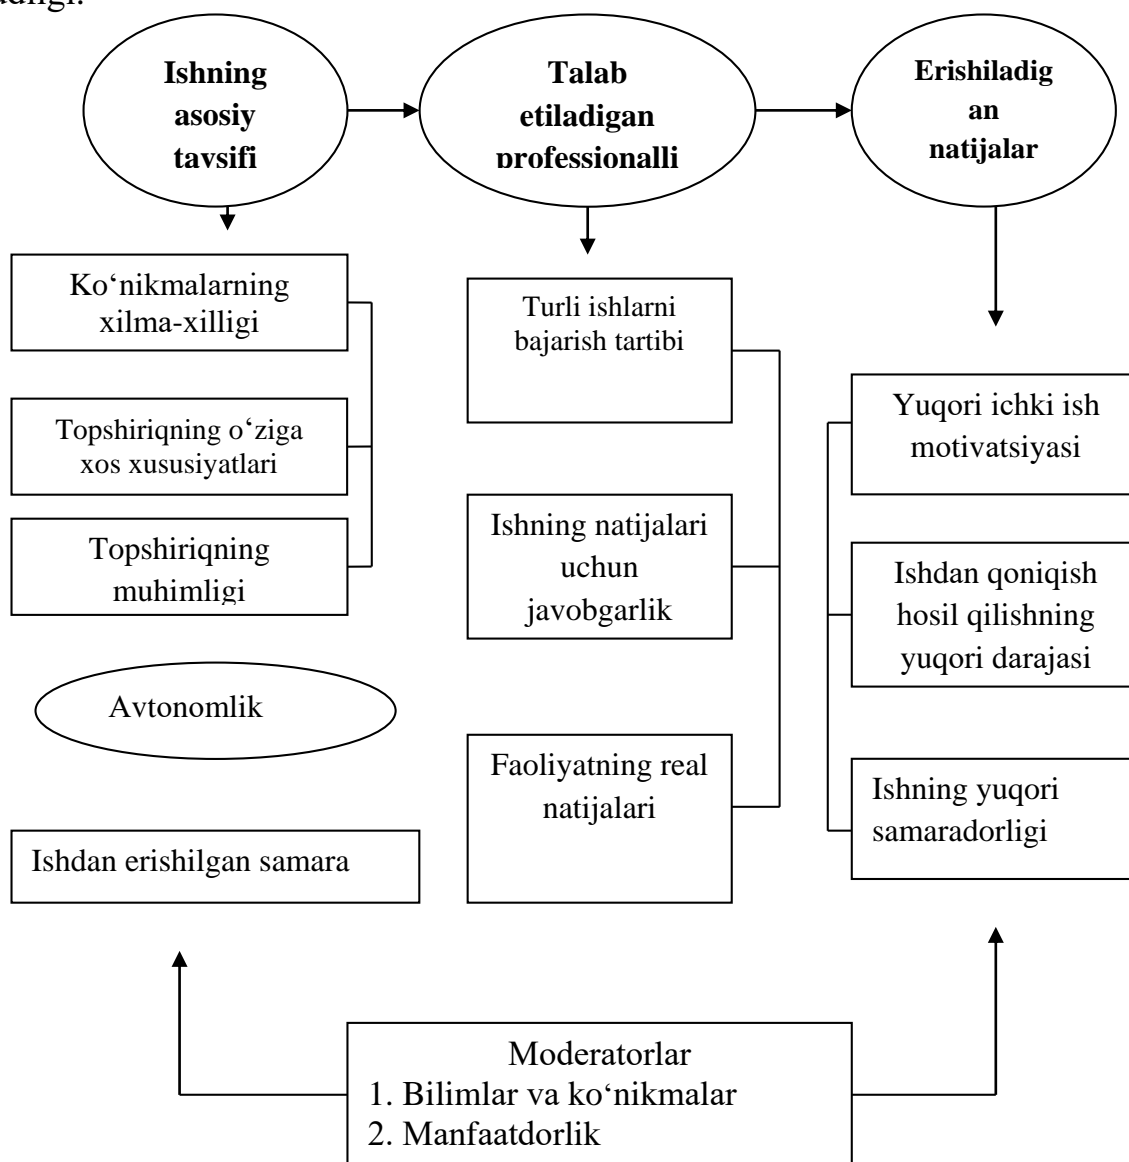 Ishning
asosiy
tavsifi
Talab
etiladigan
professionalli
Erishiladig
an
natijalar
Ko‘nikmalarning
xilma-xilligi
Topshiriqning o‘ziga
xos xususiyatlari
Topshiriqning
muhimligi
Avtonomlik
Ishdan erishilgan samara
Turli ishlarni
bajarish tartibi
Ishning natijalari
uchun
javobgarlik
Faoliyatning real
natijalari
Yuqori ichki ish
motivatsiyasi
Ishdan qoniqish
hosil qilishning
yuqori darajasi
Ishning yuqori
samaradorligi
Moderatorlar
1. Bilimlar va ko‘nikmalar
2. Manfaatdorlik